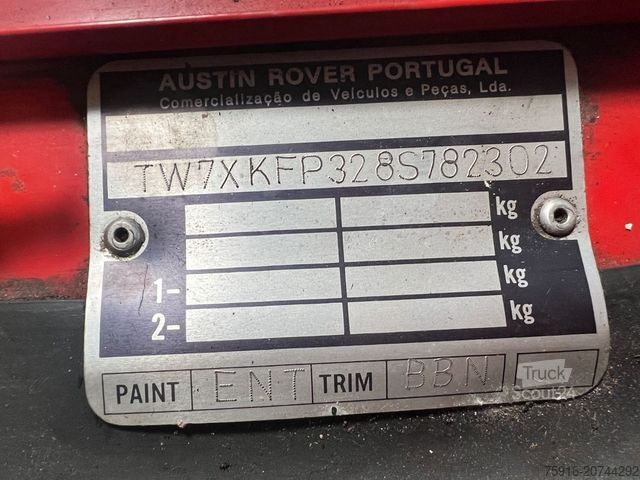 AUSTIN ROVER PORTUGAL
Comercialização de Veiculos e Peças, Lda.
TW7XKFP328S782302
kg
kg
1- kg
2- kg
PAINT ENT TRIM BBN
Truck
Scout24
75916-20744292